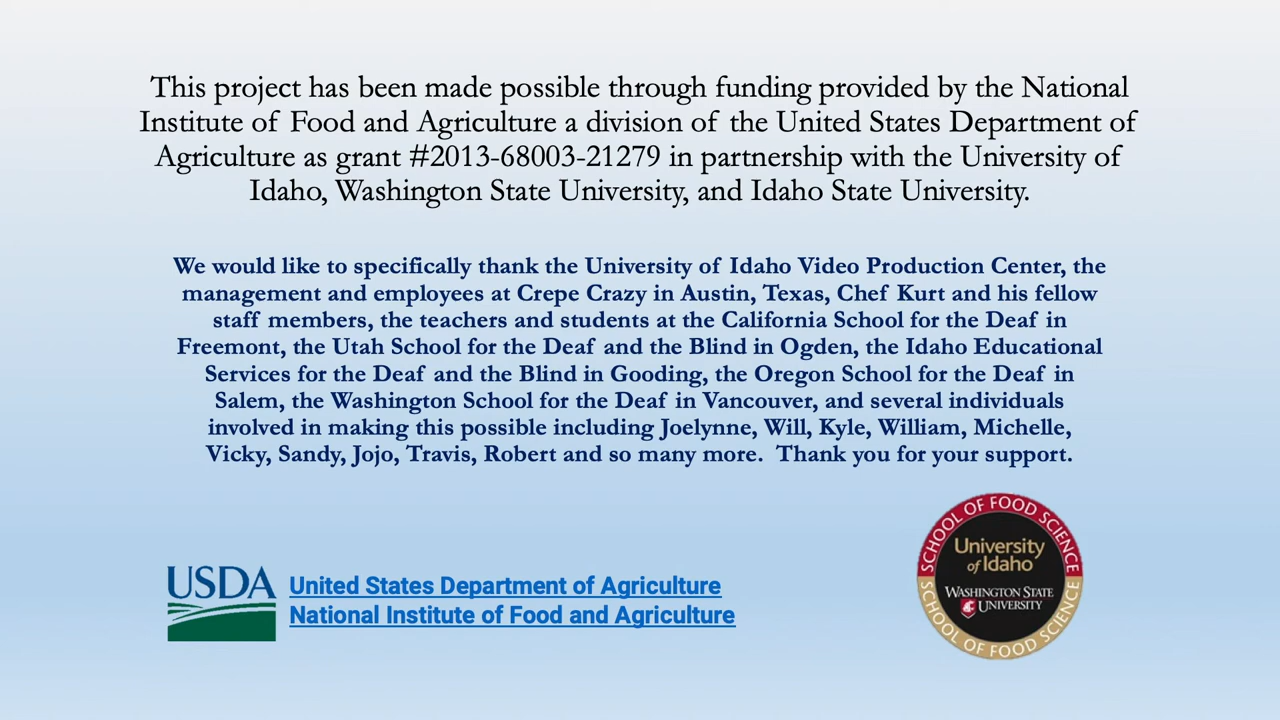 This project has been made possible through funding provided by the National
Institute of Food and Agriculture a division of the United States Department of
Agriculture as grant #2013-68003-21279 in partnership with the University of
Idaho, Washington State University, and Idaho State University.
We would like to specifically thank the University of Idaho Video Production Center, the
management and employees at Crepe Crazy in Austin, Texas, Chef Kurt and his fellow
staff members, the teachers and students at the California School for the Deaf in
Freemont, the Utah School for the Deaf and the Blind in Ogden, the Idaho Educational
Services for the Deaf and the Blind in Gooding, the Oregon School for the Deaf in
Salem, the Washington School for the Deaf in Vancouver, and several individuals
involved in making this possible including Joelynne, Will, Kyle, William, Michelle,
Vicky, Sandy, Jojo, Travis, Robert and so many more. Thank you for your support.
USDA
United States Department of Agriculture
National Institute of Food and Agriculture
SCHOOL OF FOOD SCIENCE
University
of Idaho
WASHINGTON STATE
UNIVERSITY
SCHOOL OF FOOD SCIENCE